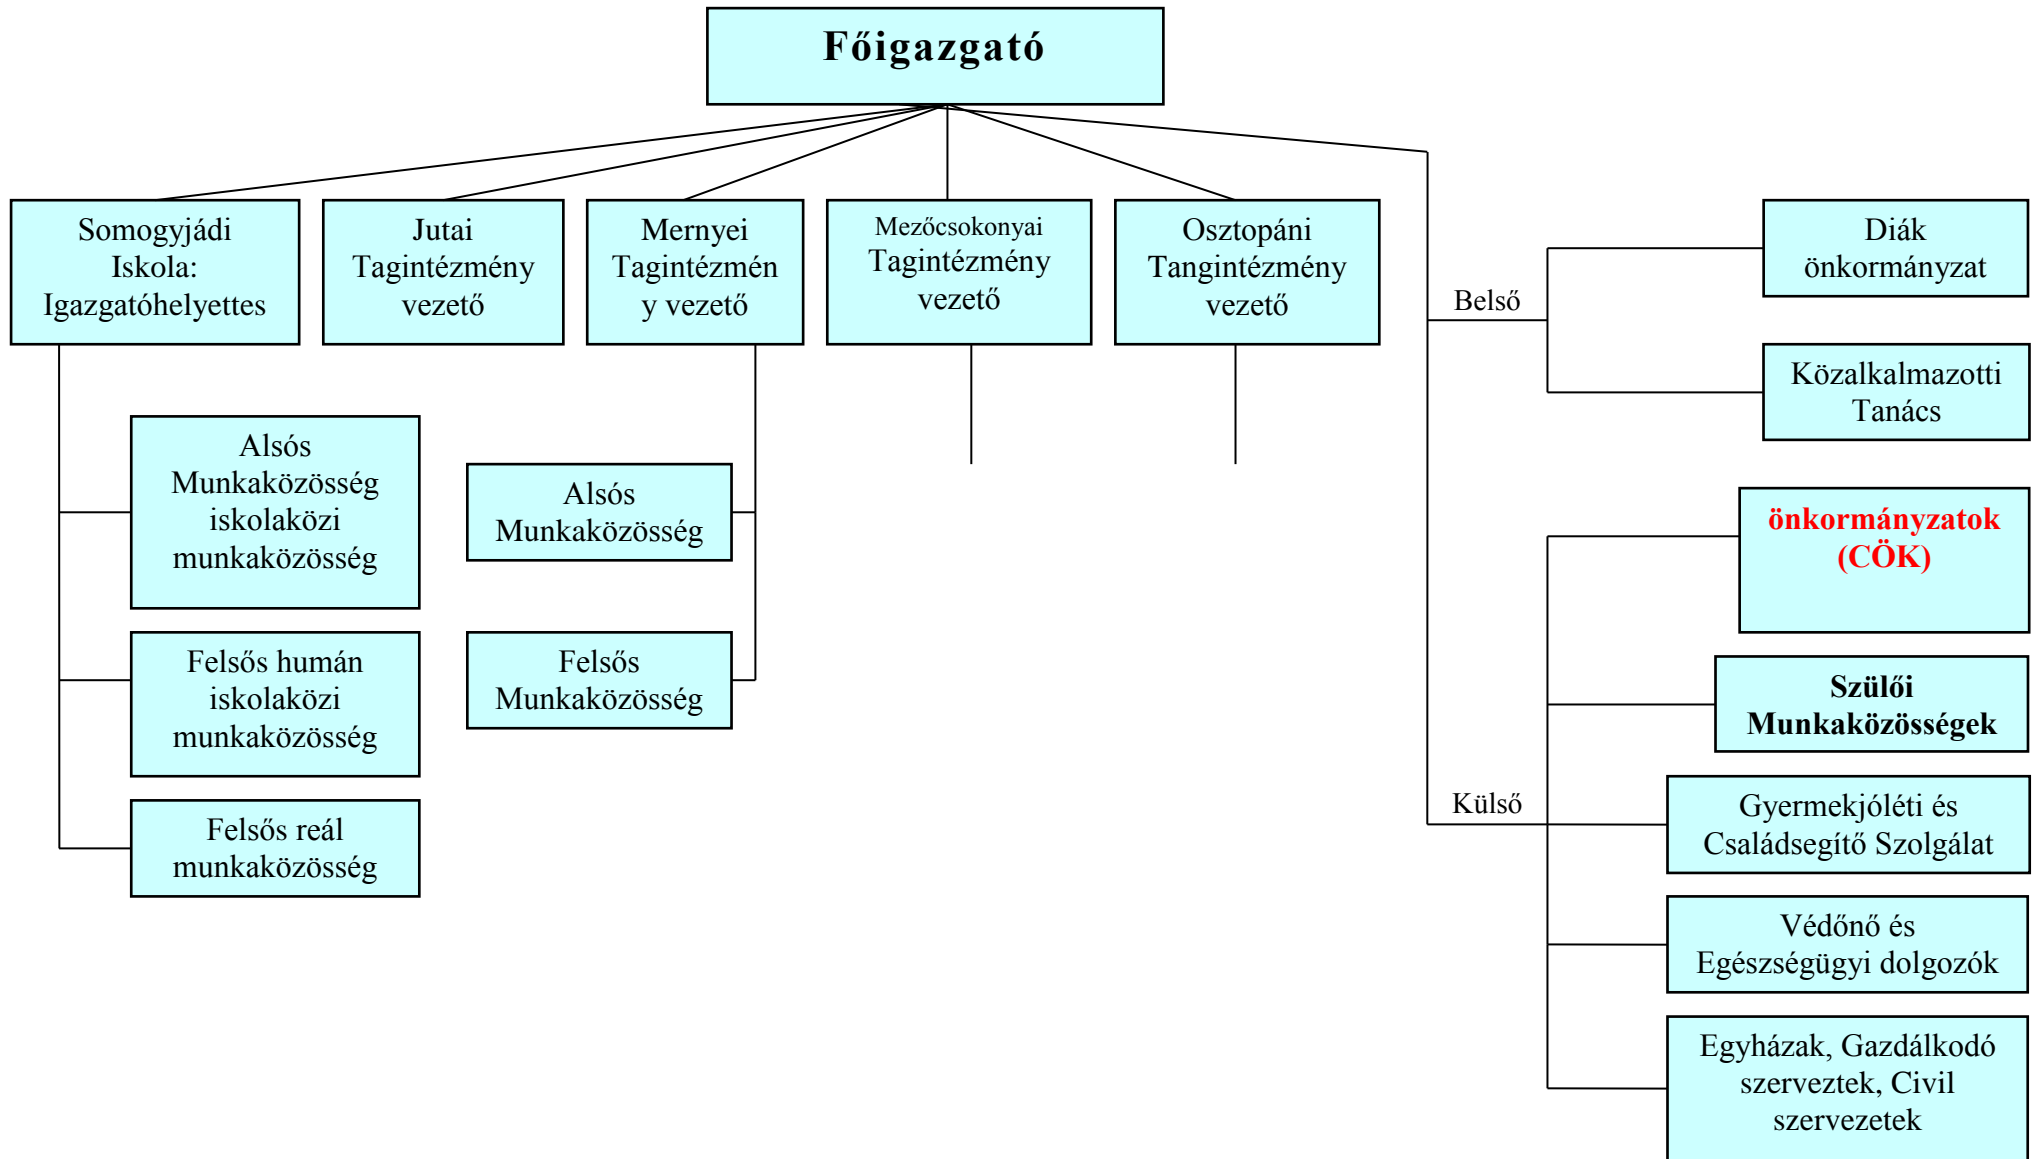 Főigazgató
Somogyjádi
Iskola:
Igazgatóhelyettes
Jutai
Tagintézmény
vezető
Mernyei
Tagintézmén
y vezető
Mezőcsokonyai
Tagintézmény
vezető
Osztopáni
Tangintézmény
vezető
Alsós
Munkaközösség
iskolaközi
munkaközösség
Felsős humán
iskolaközi
munkaközösség
Felsős reál
munkaközösség
Alsós
Munkaközösség
Felsős
Munkaközösség
Belső
Diák
önkormányzat
Közalkalmazotti
Tanács
Külső
önkormányzatok
(CÖK)
Szülői
Munkaközösségek
Gyermekjóléti és
Családsegítő Szolgálat
Védőnő és
Egészségügyi dolgozók
Egyházak, Gazdálkodó
szerveztek, Civil
szervezetek